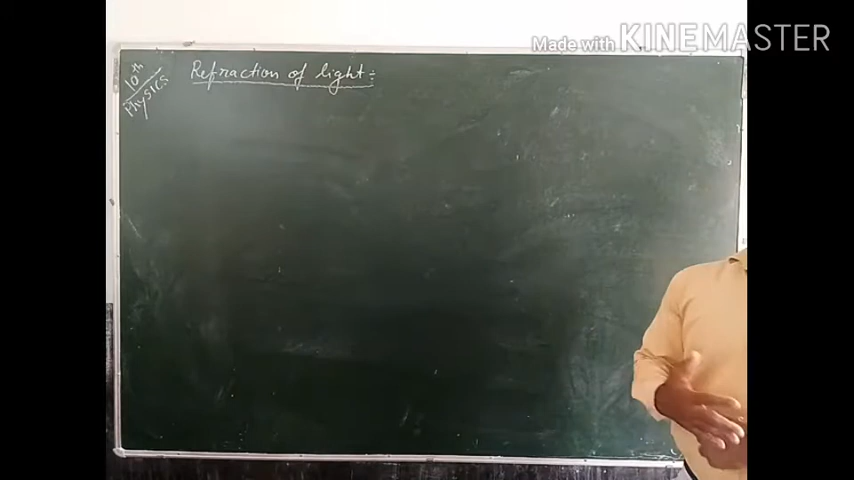 Made with KINEMASTER
10th
Physics
Refraction of light÷